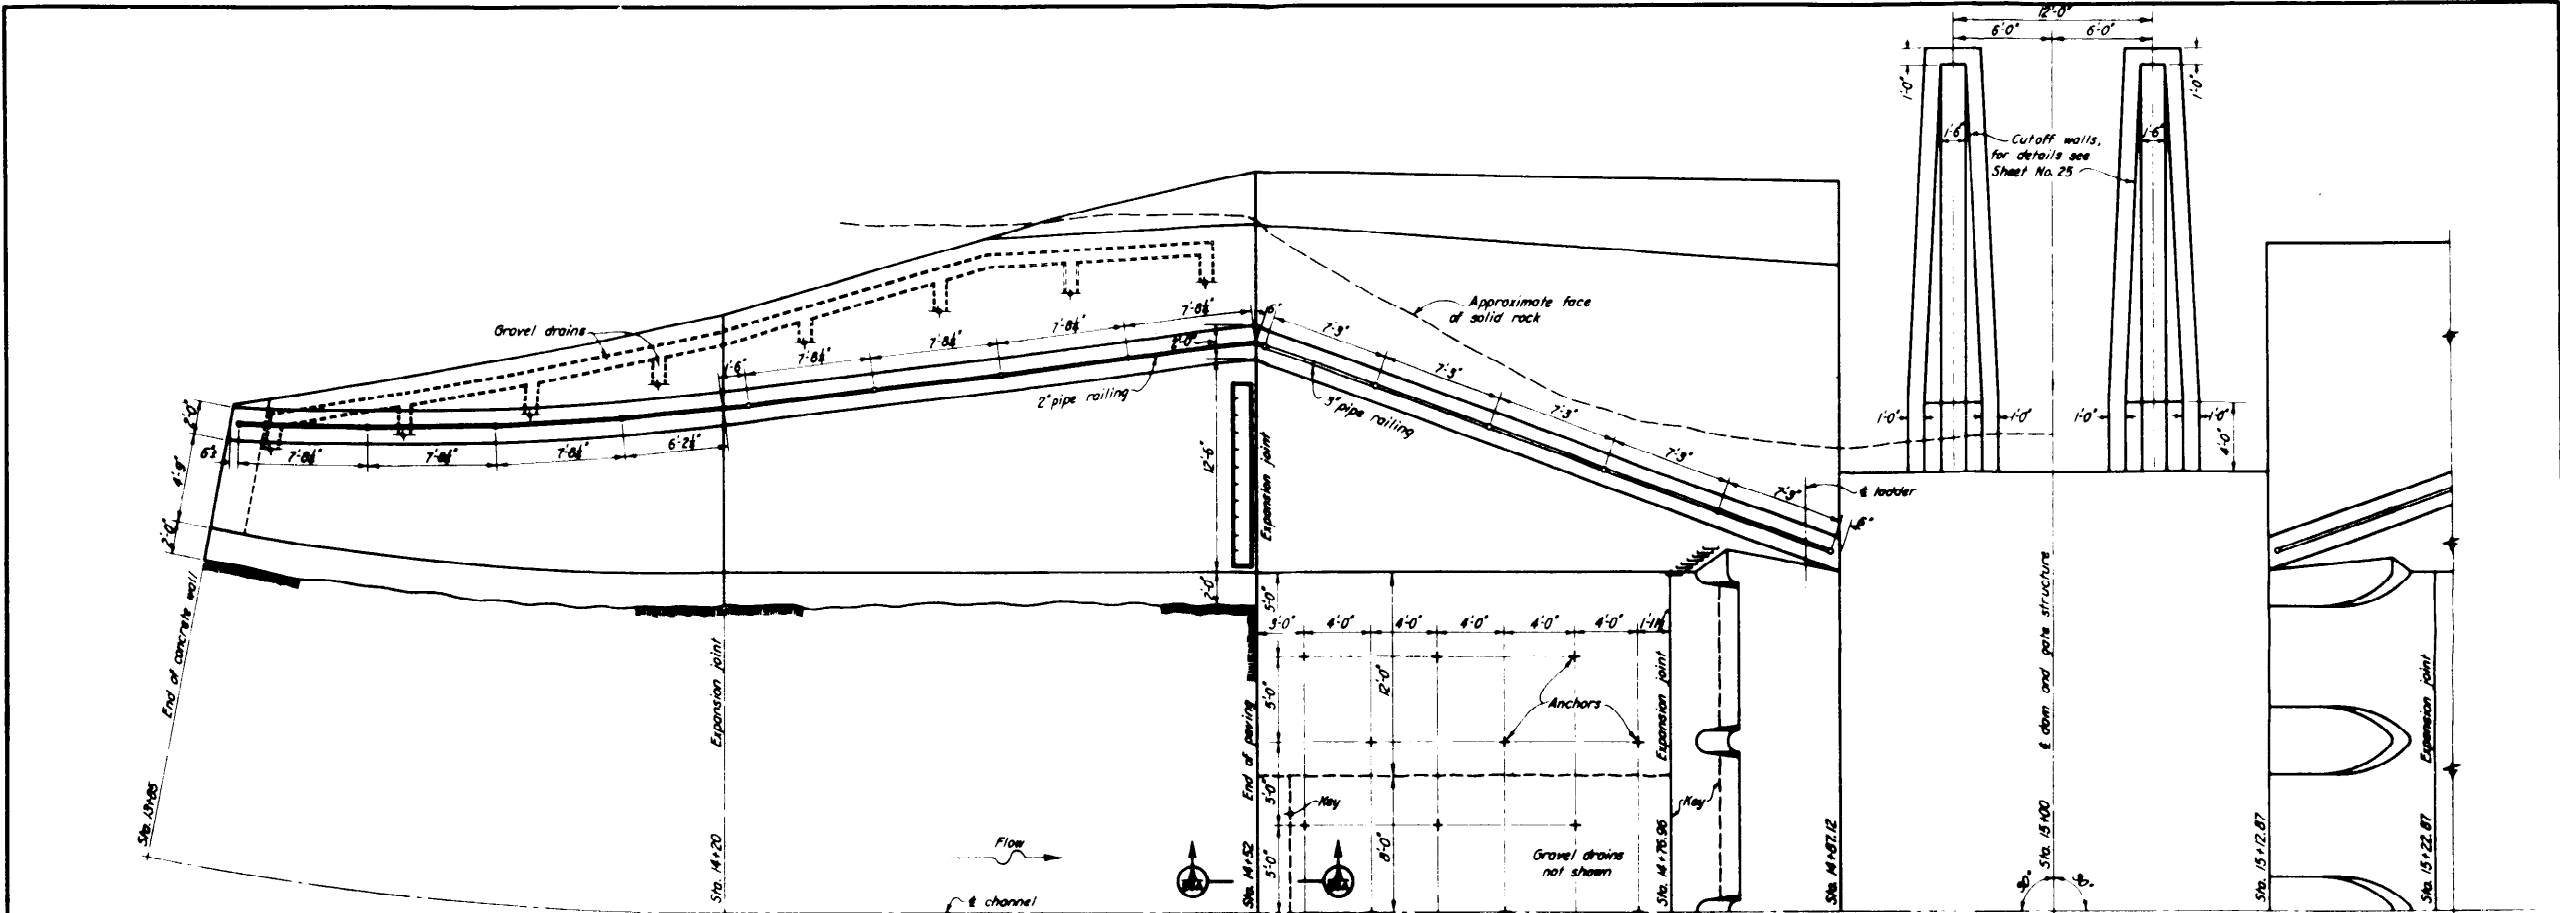 12'-0"
6'-0" 6'-0"
1'-0"
1'-0"
1'-6"
1'-6"
Cutoff walls,
for details see
Sheet No. 25
Approximate face
of solid rock
Gravel drains
7'-8¼"
7'-8¼"
7'-8¼"
7'-8¼"
1'-6"
6"
2'-0"
2" pipe railing
3" pipe railing
7'-3"
7'-3"
7'-3"
7'-3"
7'-3"
6"
℄ ladder
1'-0" 1'-0" 1'-0" 1'-0"
4'-0"
2'-0"
4'-9"
2'-0"
7'-8¼"
7'-8¼"
7'-8¼"
6'-2¼"
12'-6"
2'-0"
Expansion joint
End of concrete wall
Sta. 13+85
Expansion joint
Sta. 14+20
End of paving
Sta. 14+52
5'-0"
5'-0"
5'-0"
5'-0"
3'-0" 4'-0" 4'-0" 4'-0" 4'-0" 4'-0"
12'-0"
8'-0"
Anchors
Key
Key
Gravel drains
not shown
Expansion joint
Sta. 14+76.96
Sta. 14+87.12
℄ dam and gate structure
Sta. 15+00
90° 90°
Sta. 15+12.87
Expansion joint
Sta. 15+22.87
Flow
℄ channel